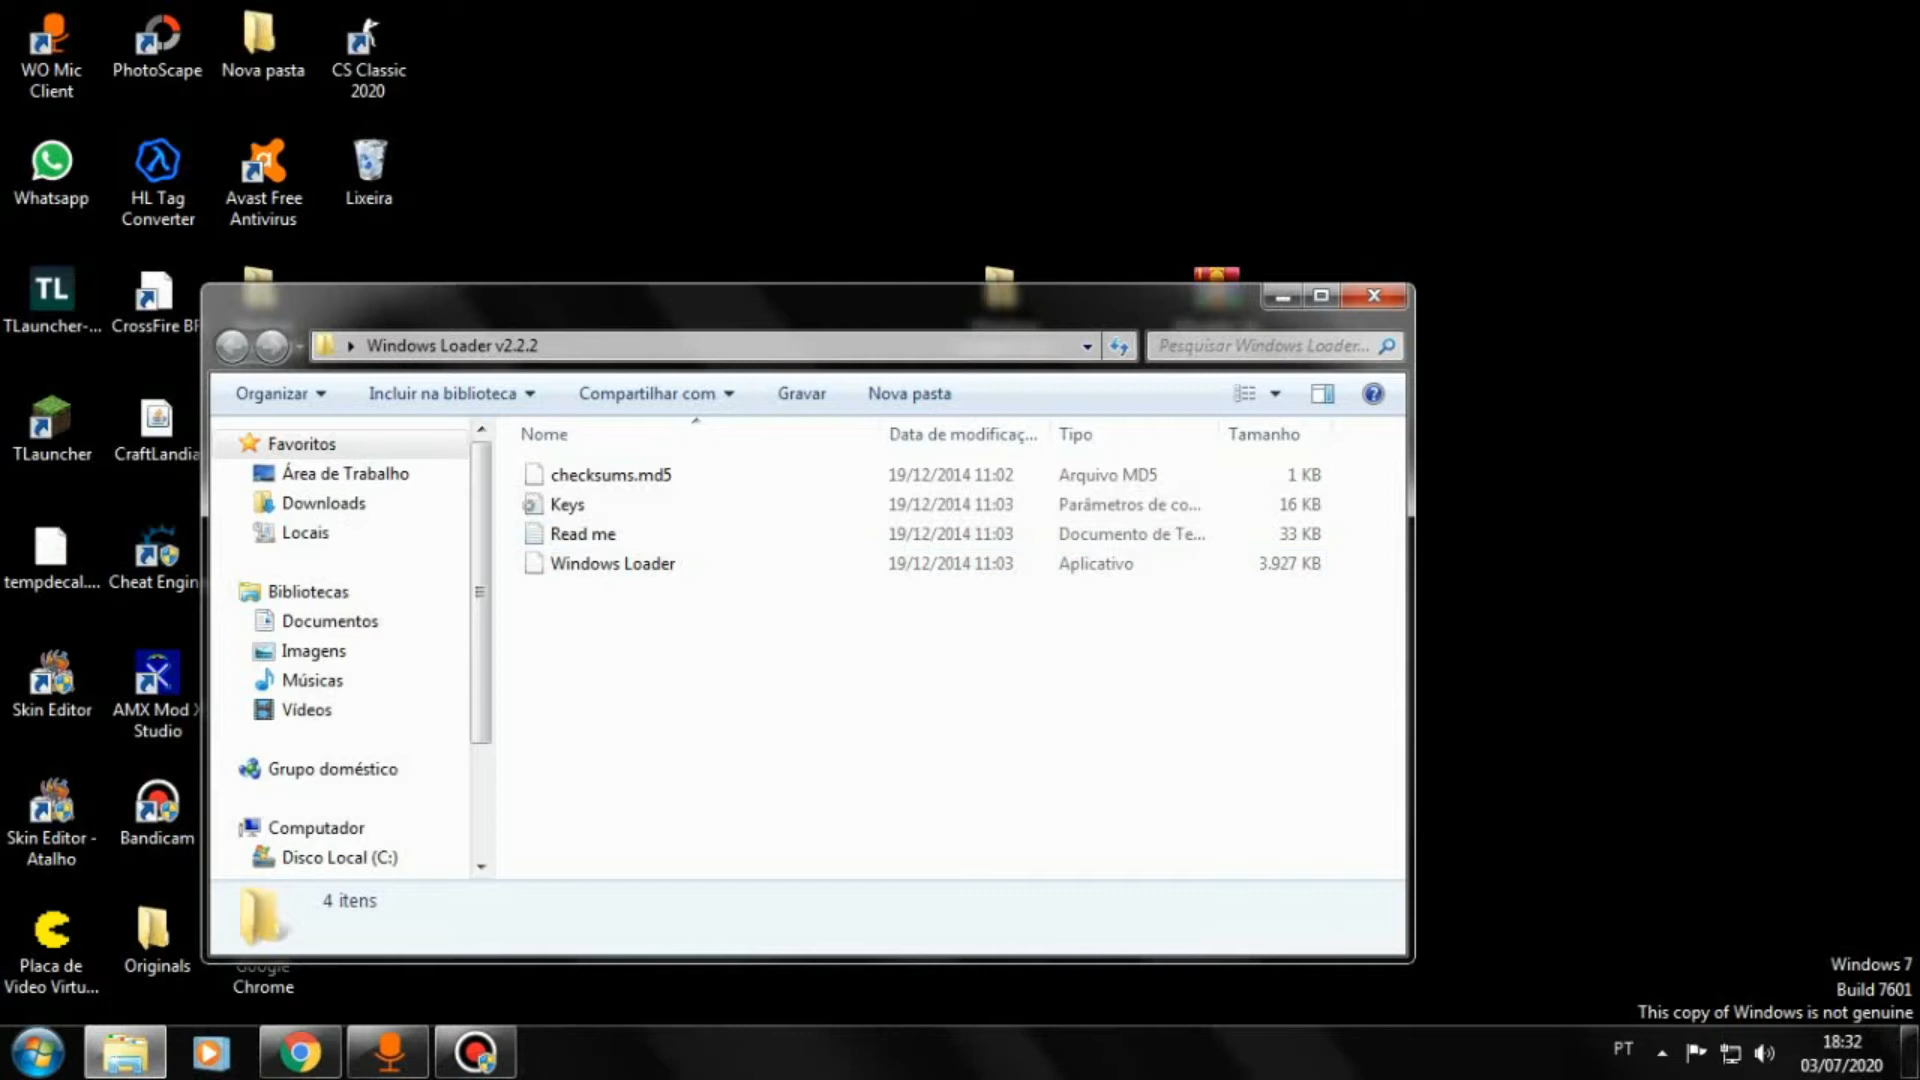 WO Mic
Client
PhotoScape
Nova pasta
CS Classic
2020
Whatsapp
HL Tag
Converter
Avast Free
Antivirus
Lixeira
TL
TLauncher-...
CrossFire BR
TLauncher
CraftLandia
tempdecal....
Cheat Engin
Skin Editor
AMX Mod X
Studio
Skin Editor -
Atalho
Bandicam
Placa de
Video Virtu...
Originals
Google
Chrome
Windows Loader v2.2.2
Pesquisar Windows Loader...
Organizar
Incluir na biblioteca
Compartilhar com
Gravar
Nova pasta
Favoritos
Área de Trabalho
Downloads
Locais
Bibliotecas
Documentos
Imagens
Músicas
Vídeos
Grupo doméstico
Computador
Disco Local (C:)
Nome Data de modificaç... Tipo Tamanho
checksums.md5 19/12/2014 11:02 Arquivo MD5 1 KB
Keys 19/12/2014 11:03 Parâmetros de co... 16 KB
Read me 19/12/2014 11:03 Documento de Te... 33 KB
Windows Loader 19/12/2014 11:03 Aplicativo 3.927 KB
4 itens
Windows 7
Build 7601
This copy of Windows is not genuine
PT
18:32
03/07/2020